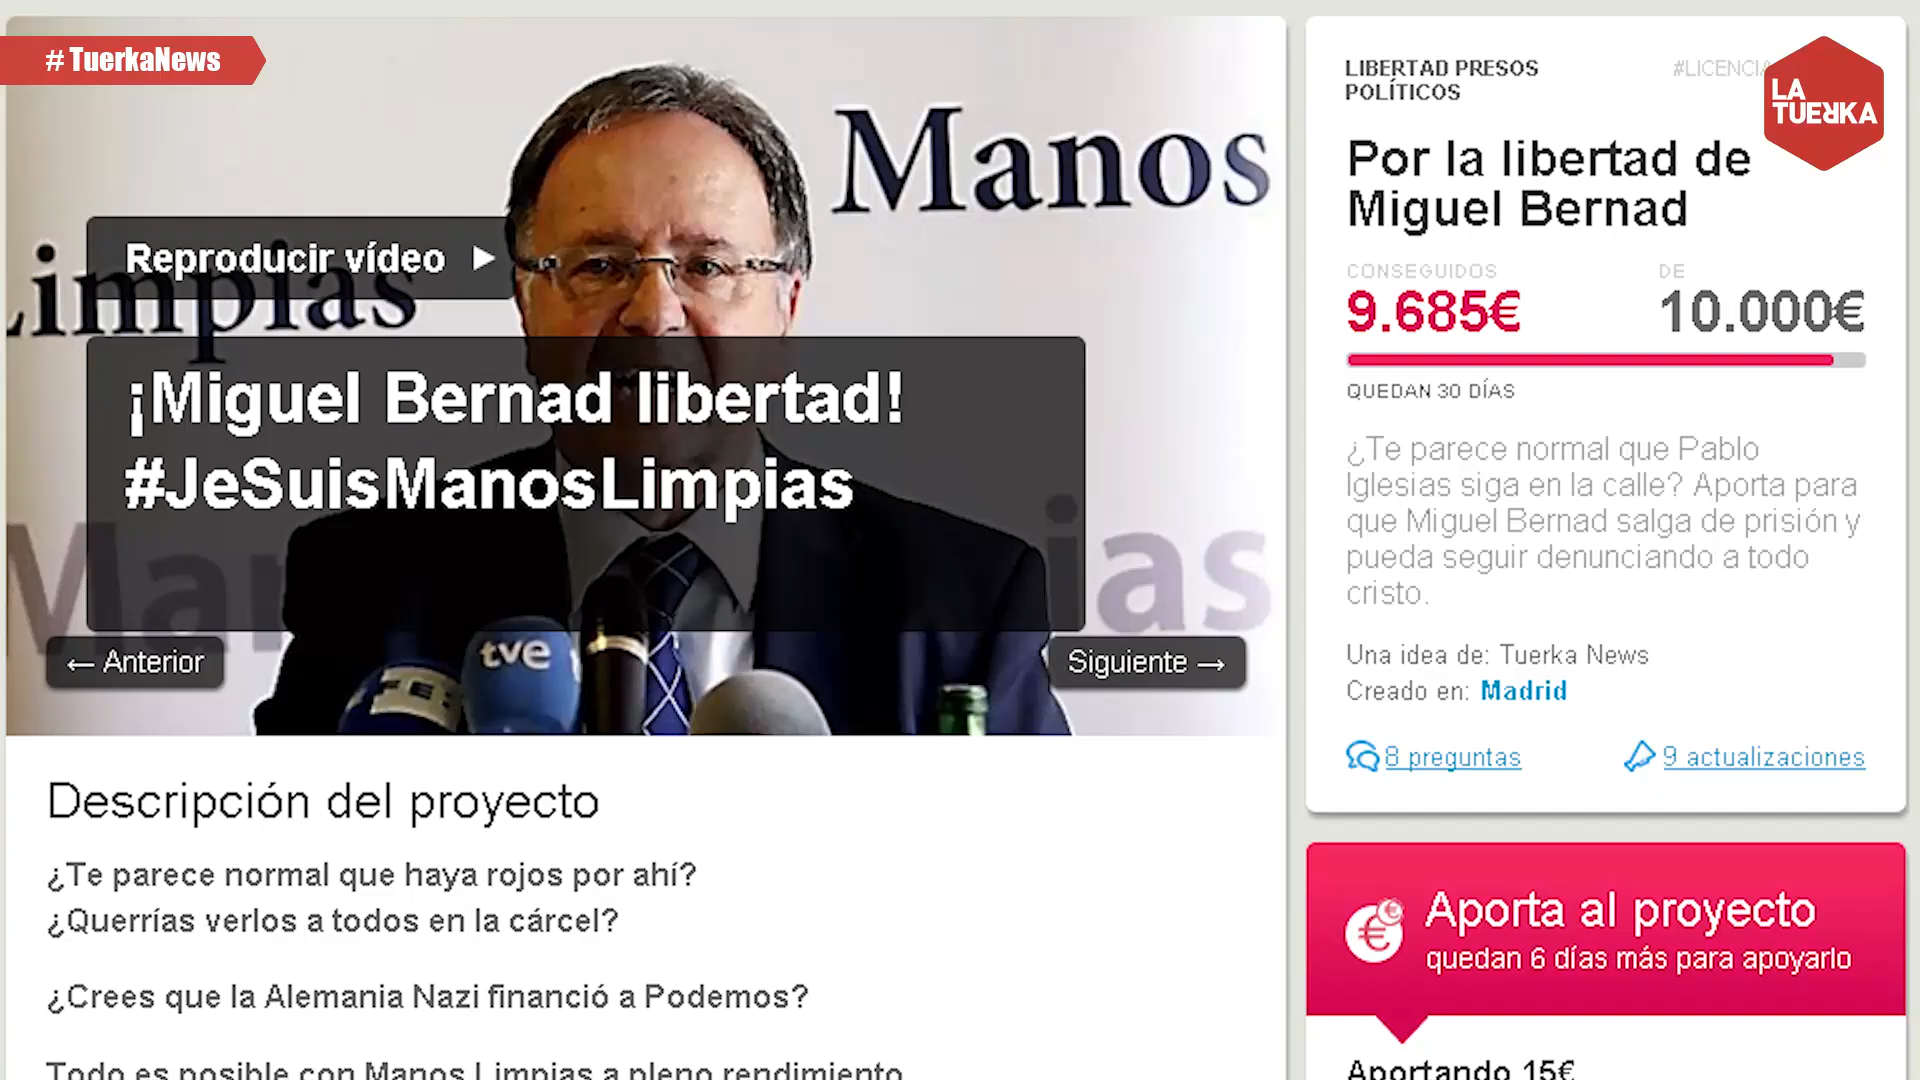 # TuerkaNews
Manos
Limpias
Reproducir vídeo
¡Miguel Bernad libertad!
#JeSuisManosLimpias
Man
ias
tve
← Anterior
Siguiente →
Descripción del proyecto
¿Te parece normal que haya rojos por ahí?
¿Querrías verlos a todos en la cárcel?
¿Crees que la Alemania Nazi financió a Podemos?
Todo es posible con Manos Limpias a pleno rendimiento
LIBERTAD PRESOS
POLÍTICOS
#LICENCIA
LA
TUERKA
Por la libertad de
Miguel Bernad
CONSEGUIDOS
DE
9.685€
10.000€
QUEDAN 30 DÍAS
¿Te parece normal que Pablo
Iglesias siga en la calle? Aporta para
que Miguel Bernad salga de prisión y
pueda seguir denunciando a todo
cristo.
Una idea de: Tuerka News
Creado en: Madrid
8 preguntas
9 actualizaciones
Aporta al proyecto
quedan 6 días más para apoyarlo
Aportando 15€